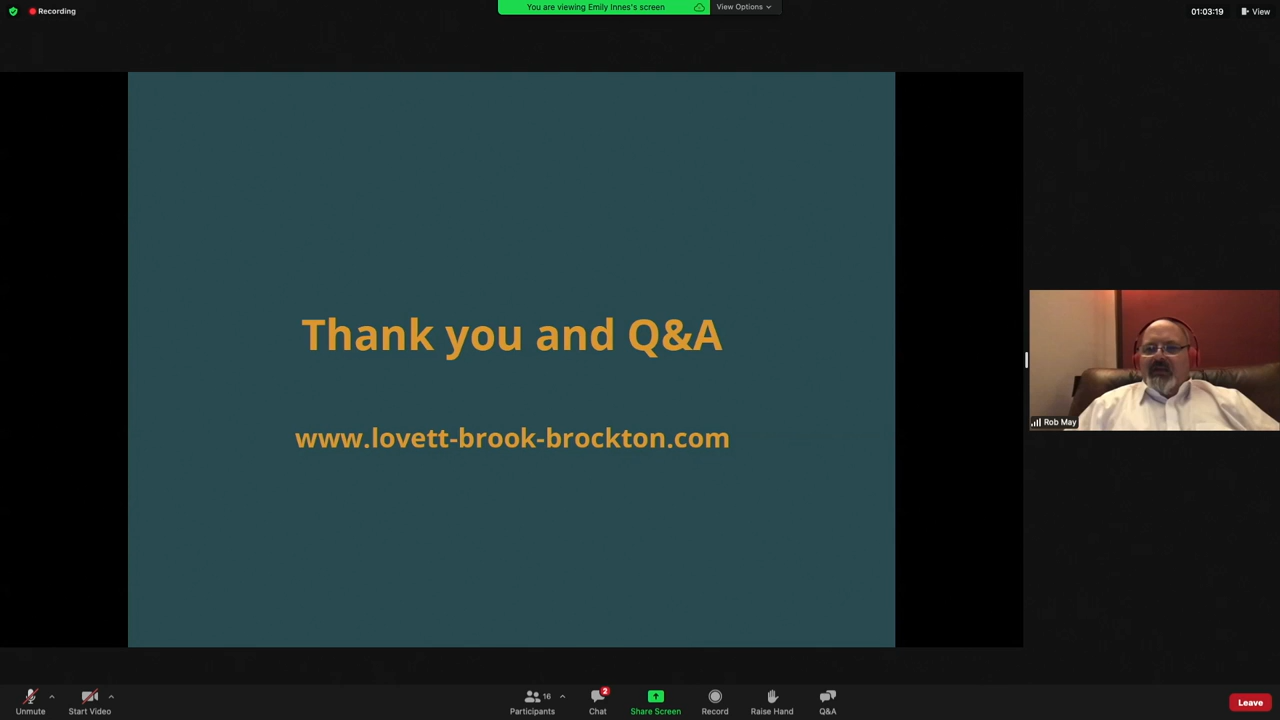 Recording
You are viewing Emily Innes's screen
View Options
01:03:19
View
Thank you and Q&A
www.lovett-brook-brockton.com
Rob May
Unmute
Start Video
16
Participants
2
Chat
Share Screen
Record
Raise Hand
Q&A
Leave